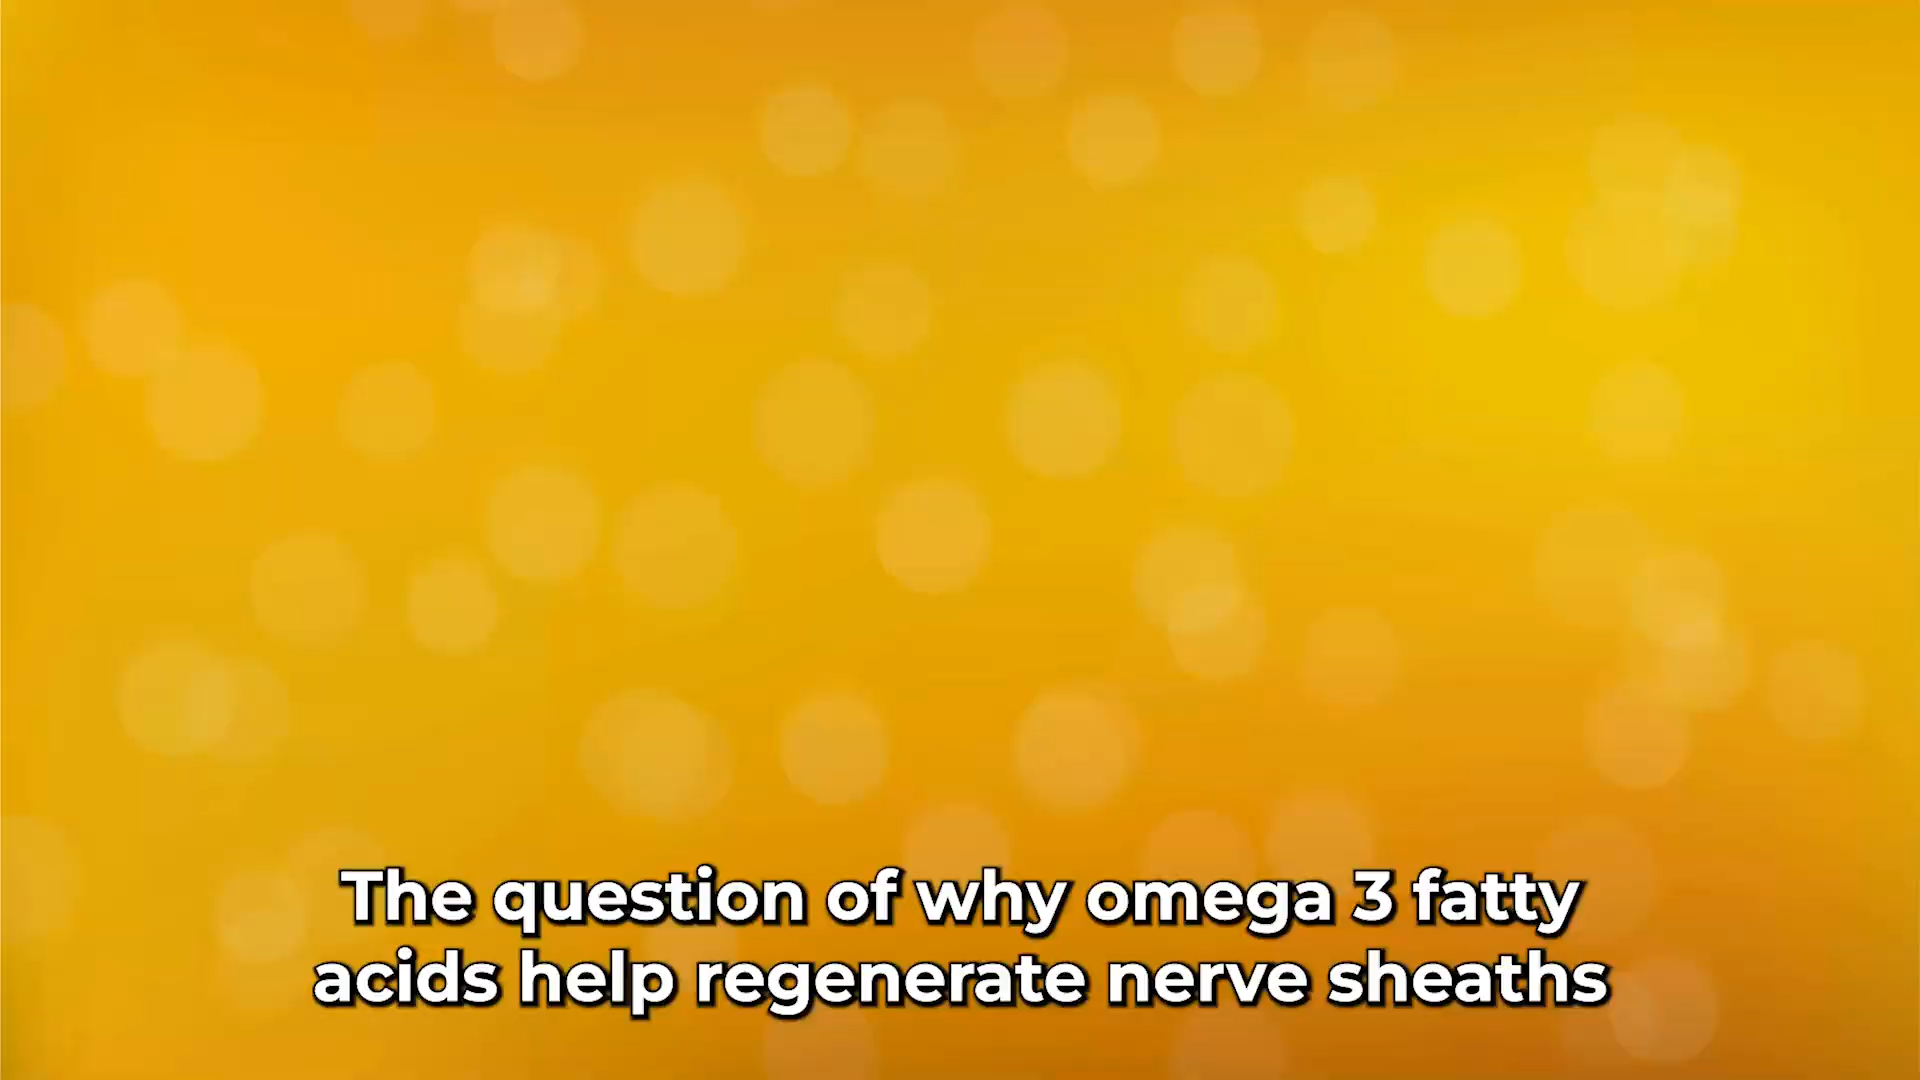 The question of why omega 3 fatty
acids help regenerate nerve sheaths